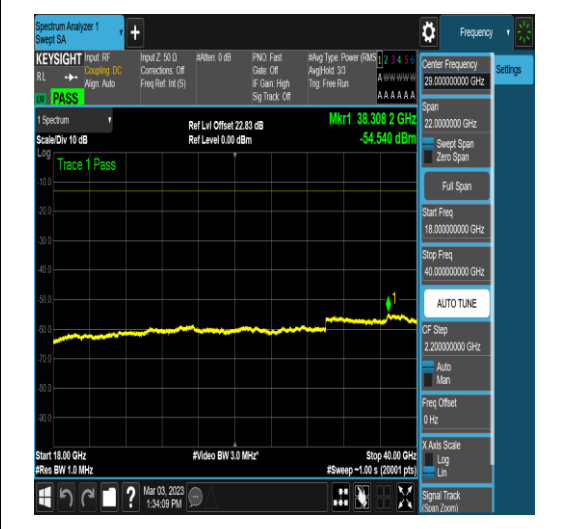 Spectrum Analyzer 1
Swept SA
Frequency
KEYSIGHT
RL
PASS
Input: RF
Coupling: DC
Align: Auto
Input Z: 50 Ω
Corrections: Off
Freq Ref: Int (S)
#Atten: 0 dB
PNO: Fast
Gate: Off
IF Gain: High
Sig Track: Off
#Avg Type: Power (RMS
Avg|Hold: 3/3
Trig: Free Run
1 2 3 4 5 6
A W W W W W
A A A A A A
Center Frequency
29.000000000 GHz
Settings
Span
22.0000000 GHz
Swept Span
Zero Span
Full Span
Start Freq
18.000000000 GHz
Stop Freq
40.000000000 GHz
AUTO TUNE
CF Step
2.200000000 GHz
Auto
Man
Freq Offset
0 Hz
X Axis Scale
Log
Lin
Signal Track
(Span Zoom)
1 Spectrum
Scale/Div 10 dB
Ref Lvl Offset 22.83 dB
Ref Level 0.00 dBm
Mkr1 38.308 2 GHz
-54.540 dBm
Log
Trace 1 Pass
-10.0
-20.0
-30.0
-40.0
-50.0
-60.0
-70.0
-80.0
-90.0
1
Start 18.00 GHz
#Res BW 1.0 MHz
#Video BW 3.0 MHz*
Stop 40.00 GHz
#Sweep ~1.00 s (20001 pts)
?
Mar 03, 2023
1:34:09 PM